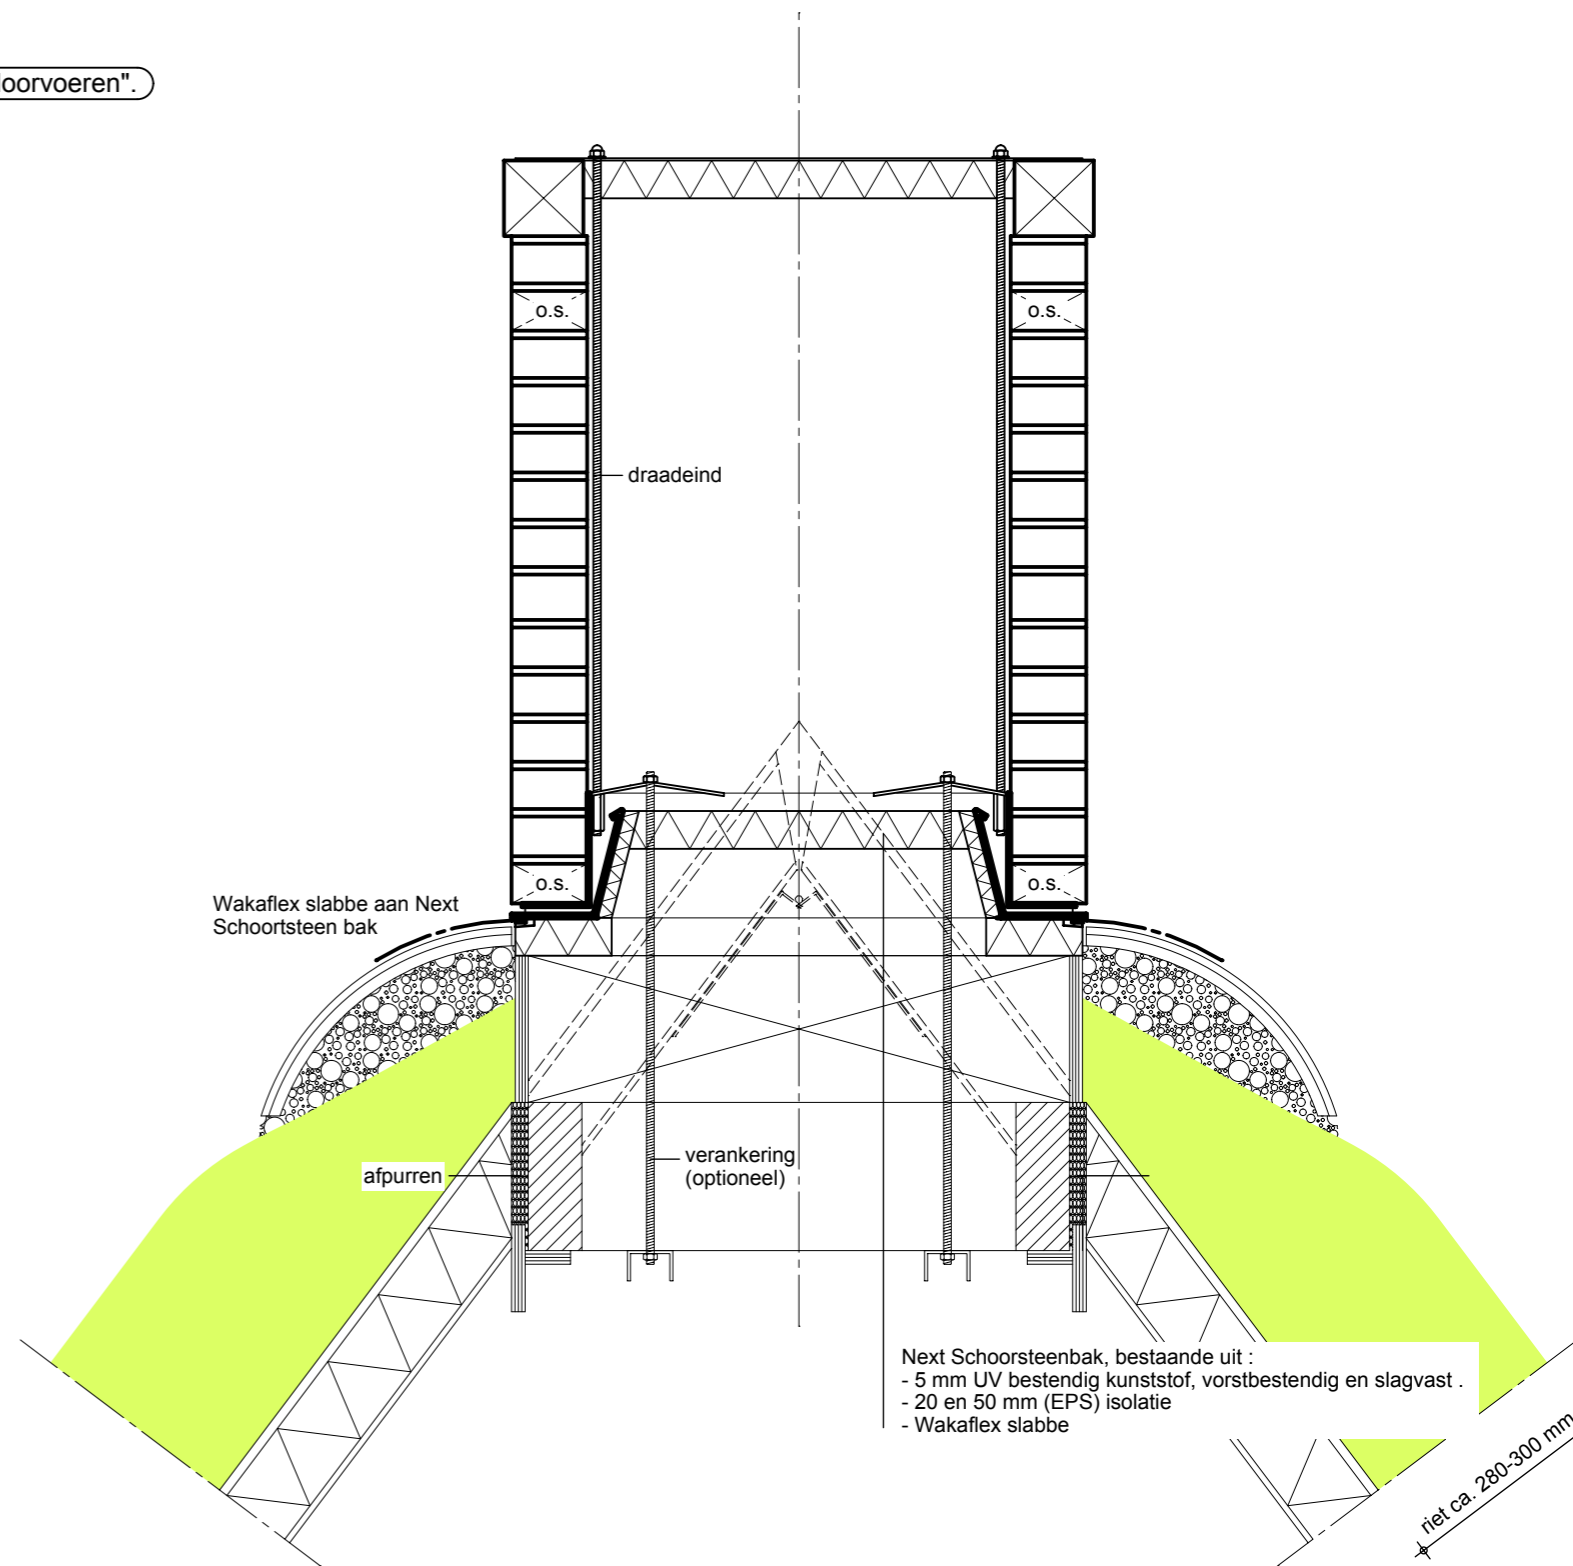 doorvoeren".
o.s.
o.s.
draadeind
o.s.
o.s.
Wakaflex slabbe aan Next
Schoortsteen bak
verankering
(optioneel)
afpurren
Next Schoorsteenbak, bestaande uit :
- 5 mm UV bestendig kunststof, vorstbestendig en slagvast .
- 20 en 50 mm (EPS) isolatie
- Wakaflex slabbe
riet ca. 280-300 mm